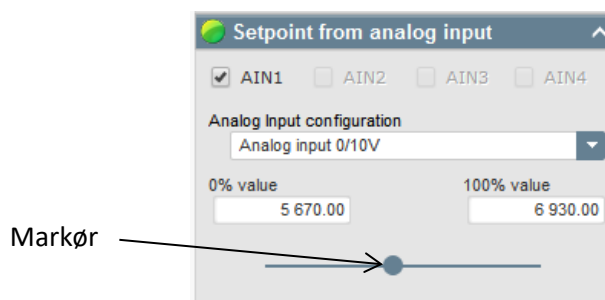 Setpoint from analog input
AIN1 AIN2 AIN3 AIN4
Analog Input configuration
Analog input 0/10V
0% value 100% value
5 670.00 6 930.00
Markør